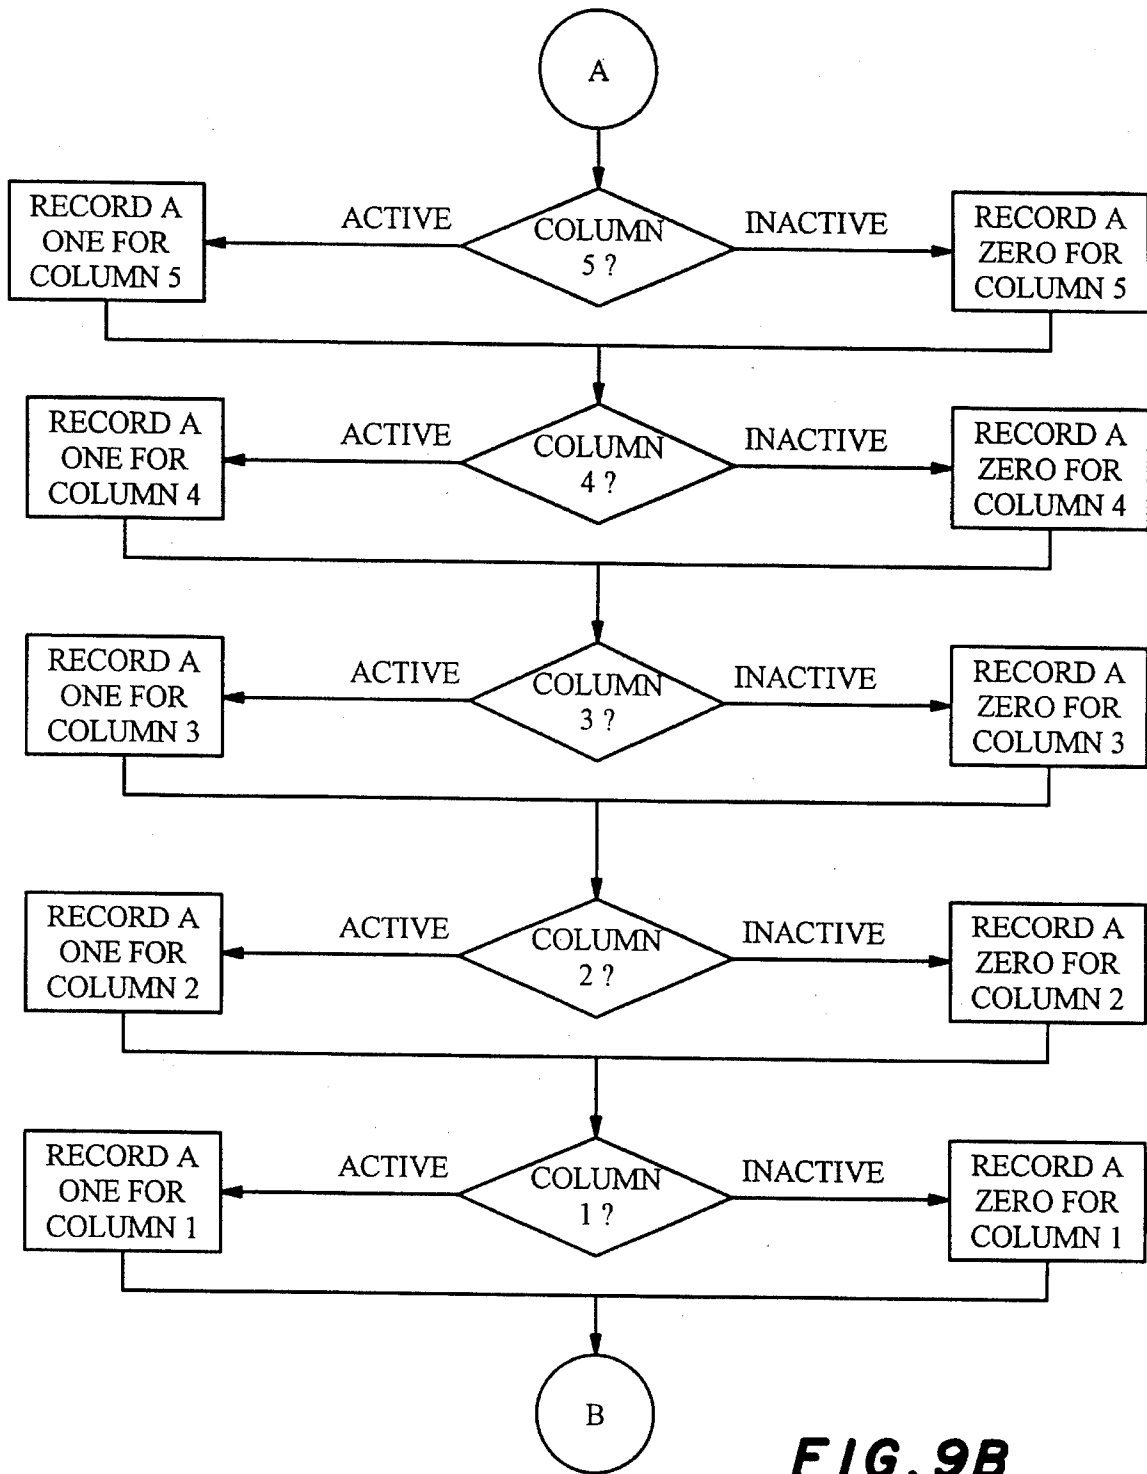 A
RECORD A
ONE FOR
COLUMN 5
ACTIVE
COLUMN
5 ?
INACTIVE
RECORD A
ZERO FOR
COLUMN 5
RECORD A
ONE FOR
COLUMN 4
ACTIVE
COLUMN
4 ?
INACTIVE
RECORD A
ZERO FOR
COLUMN 4
RECORD A
ONE FOR
COLUMN 3
ACTIVE
COLUMN
3 ?
INACTIVE
RECORD A
ZERO FOR
COLUMN 3
RECORD A
ONE FOR
COLUMN 2
ACTIVE
COLUMN
2 ?
INACTIVE
RECORD A
ZERO FOR
COLUMN 2
RECORD A
ONE FOR
COLUMN 1
ACTIVE
COLUMN
1 ?
INACTIVE
RECORD A
ZERO FOR
COLUMN 1
B
FIG. 9B